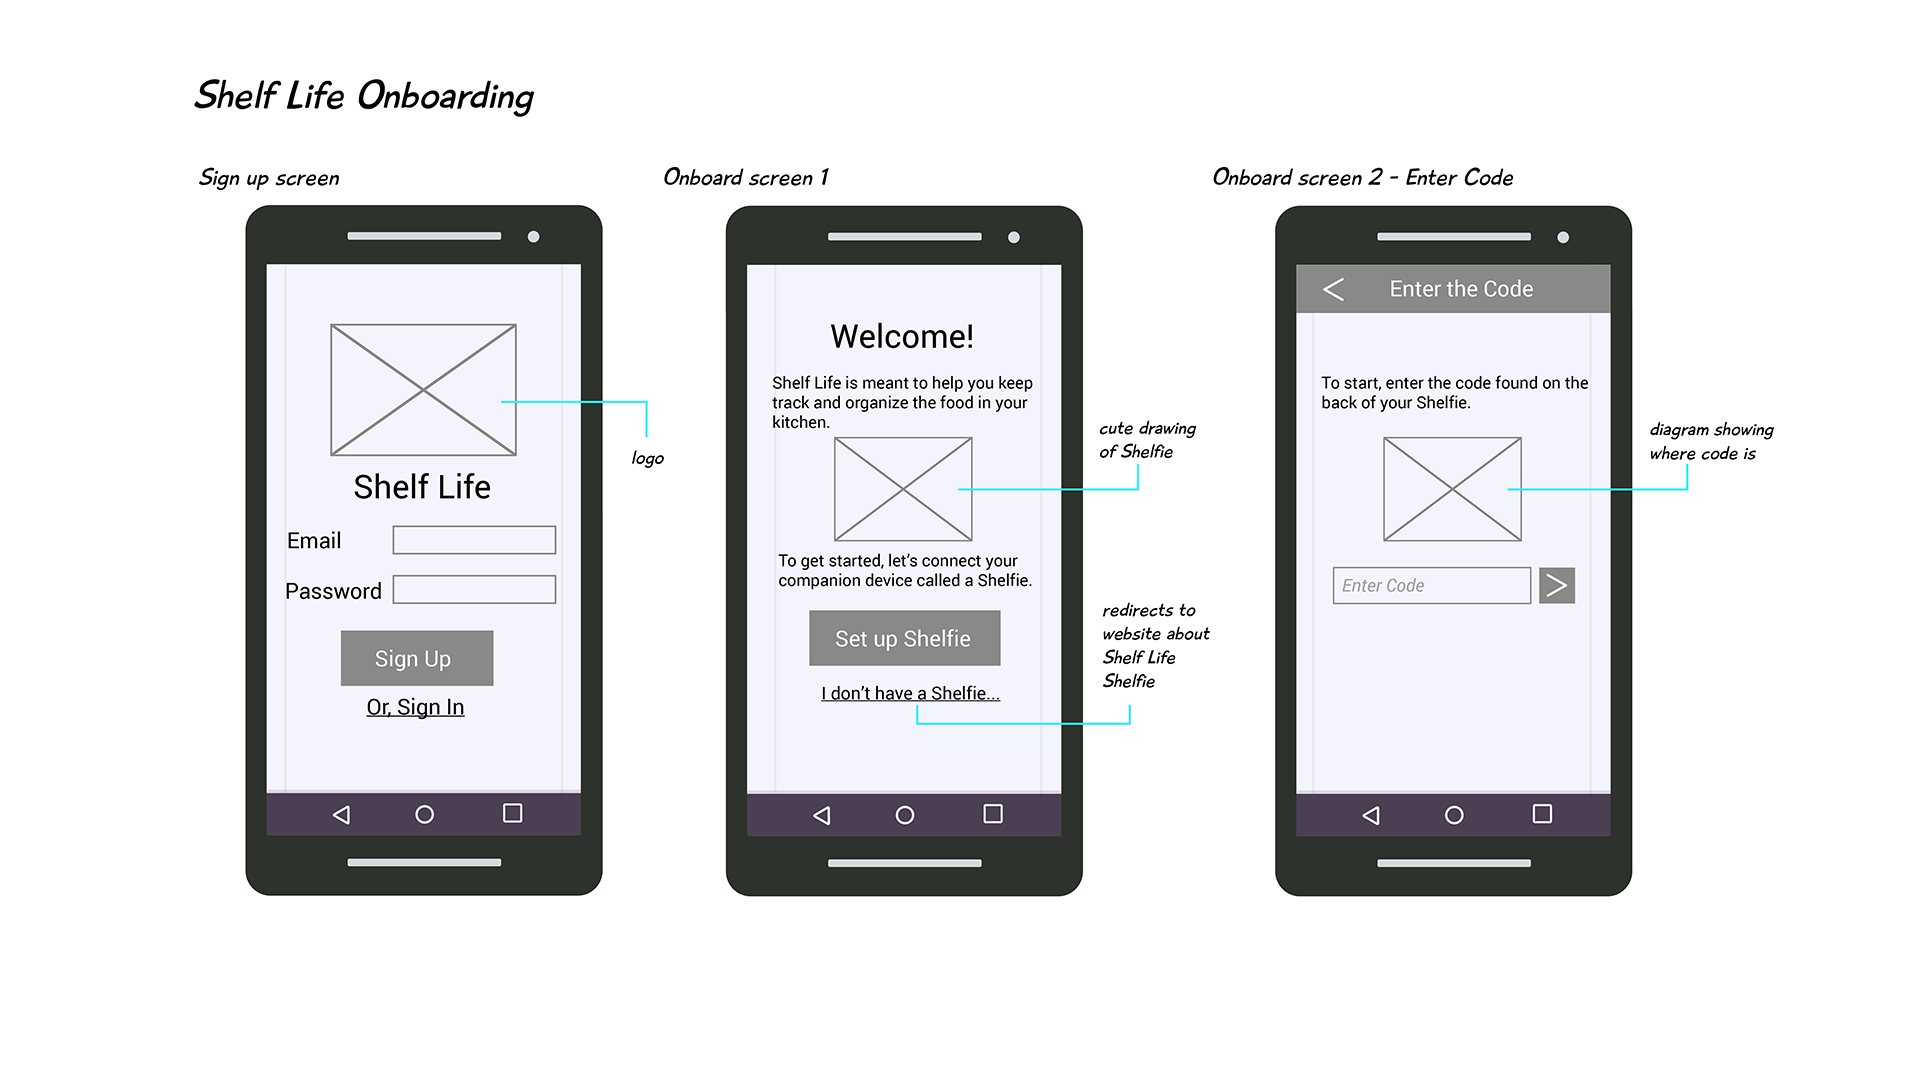 Shelf Life Onboarding
Sign up screen
logo
Shelf Life
Email
Password
Sign Up
Or, Sign In
Onboard screen 1
Welcome!
Shelf Life is meant to help you keep
track and organize the food in your
kitchen.
cute drawing
of Shelfie
To get started, let's connect your
companion device called a Shelfie.
Set up Shelfie
I don't have a Shelfie...
redirects to
website about
Shelf Life
Shelfie
Onboard screen 2 - Enter Code
Enter the Code
To start, enter the code found on the
back of your Shelfie.
diagram showing
where code is
Enter Code